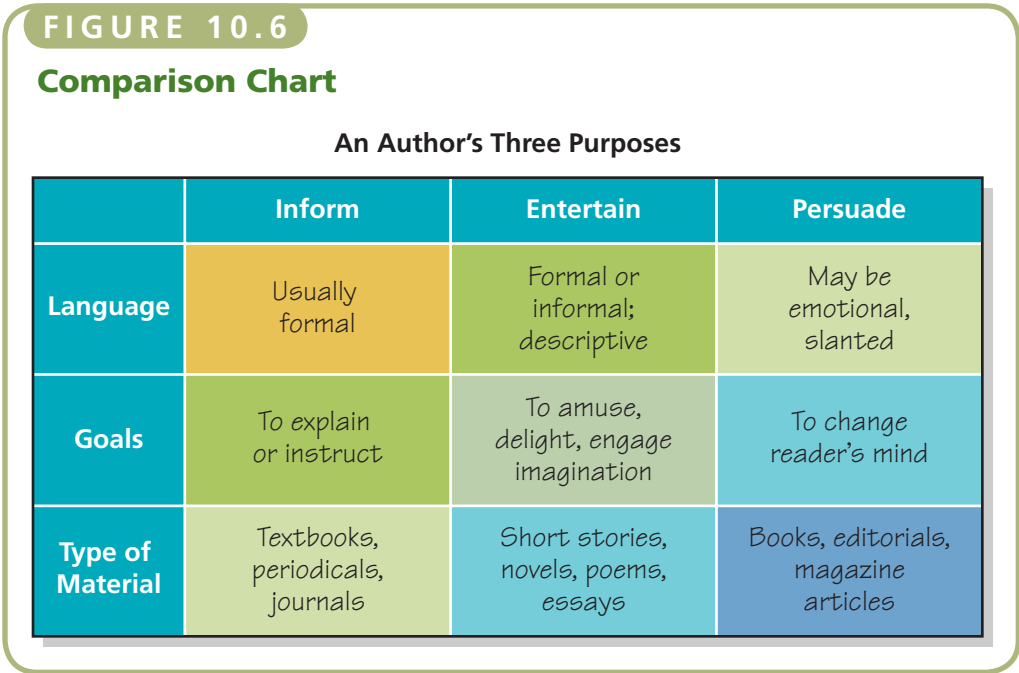 FIGURE 10.6
Comparison Chart
An Author's Three Purposes
Inform
Entertain
Persuade
Language
Usually
formal
Formal or
informal;
descriptive
May be
emotional,
slanted
Goals
To explain
or instruct
To amuse,
delight, engage
imagination
To change
reader's mind
Type of
Material
Textbooks,
periodicals,
journals
Short stories,
novels, poems,
essays
Books, editorials,
magazine
articles